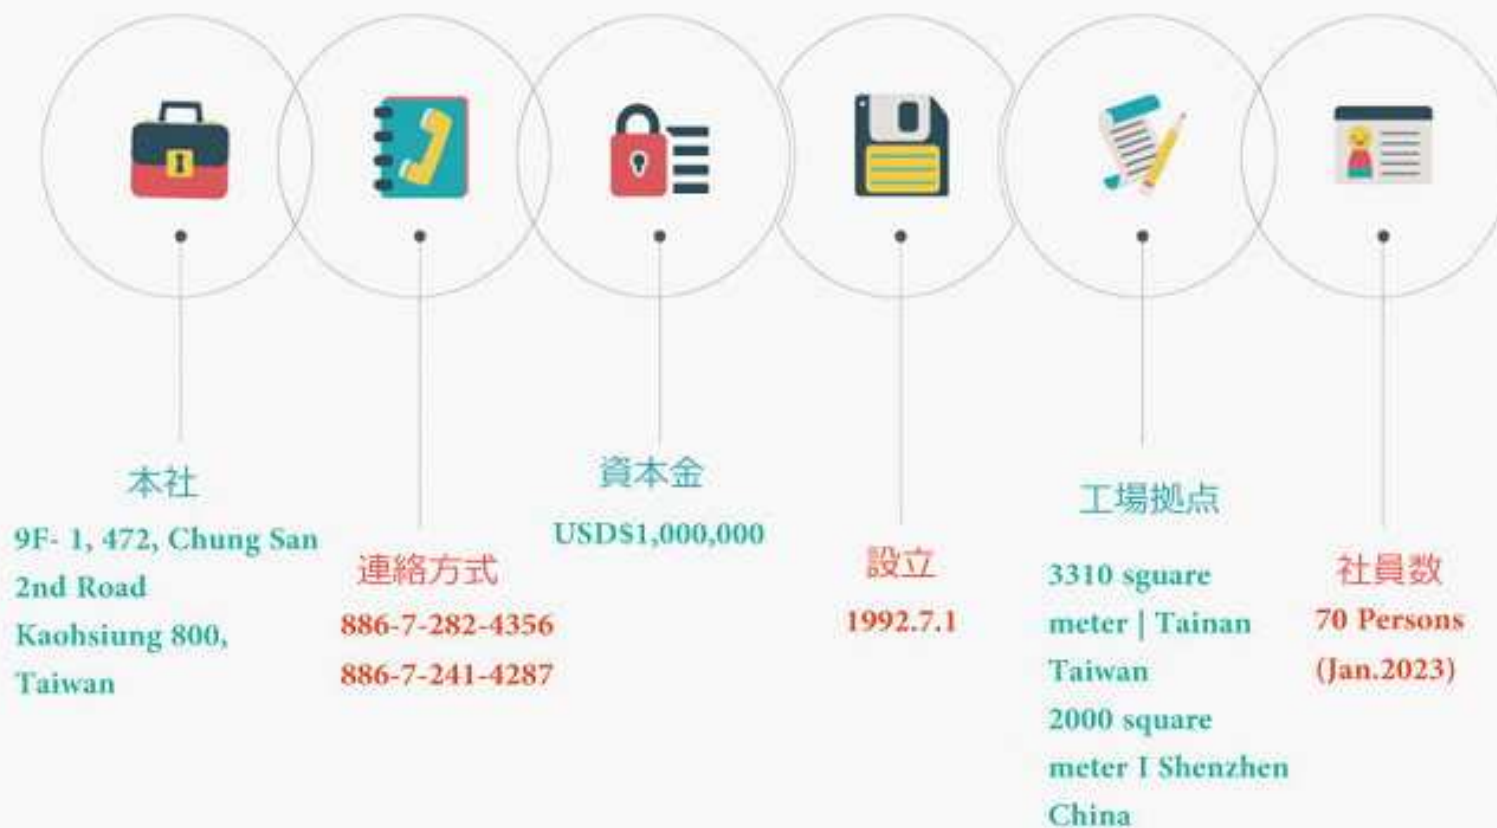 本社
9F- 1, 472, Chung San
2nd Road
Kaohsiung 800,
Taiwan
連絡方式
886-7-282-4356
886-7-241-4287
資本金
USD$1,000,000
設立
1992.7.1
工場拠点
3310 sguare
meter | Tainan
Taiwan
2000 square
meter I Shenzhen
China
社員数
70 Persons
(Jan.2023)